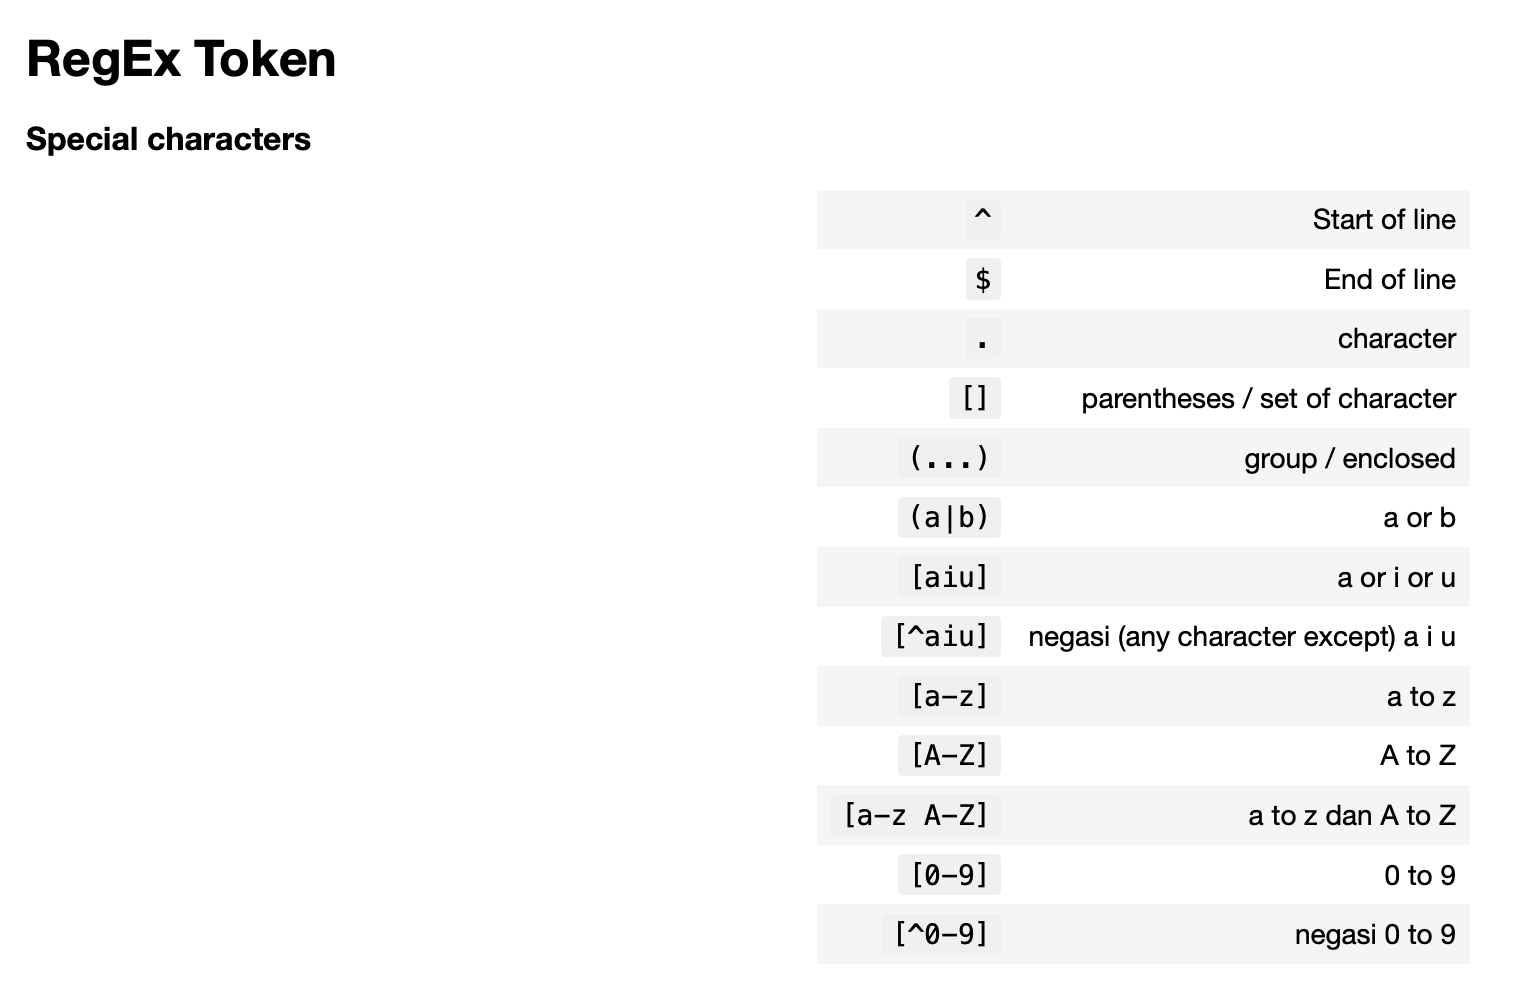 RegEx Token
Special characters
^ Start of line
$ End of line
. character
[] parentheses / set of character
(...) group / enclosed
(a|b) a or b
[aiu] a or i or u
[^aiu] negasi (any character except) a i u
[a-z] a to z
[A-Z] A to Z
[a-z A-Z] a to z dan A to Z
[0-9] 0 to 9
[^0-9] negasi 0 to 9